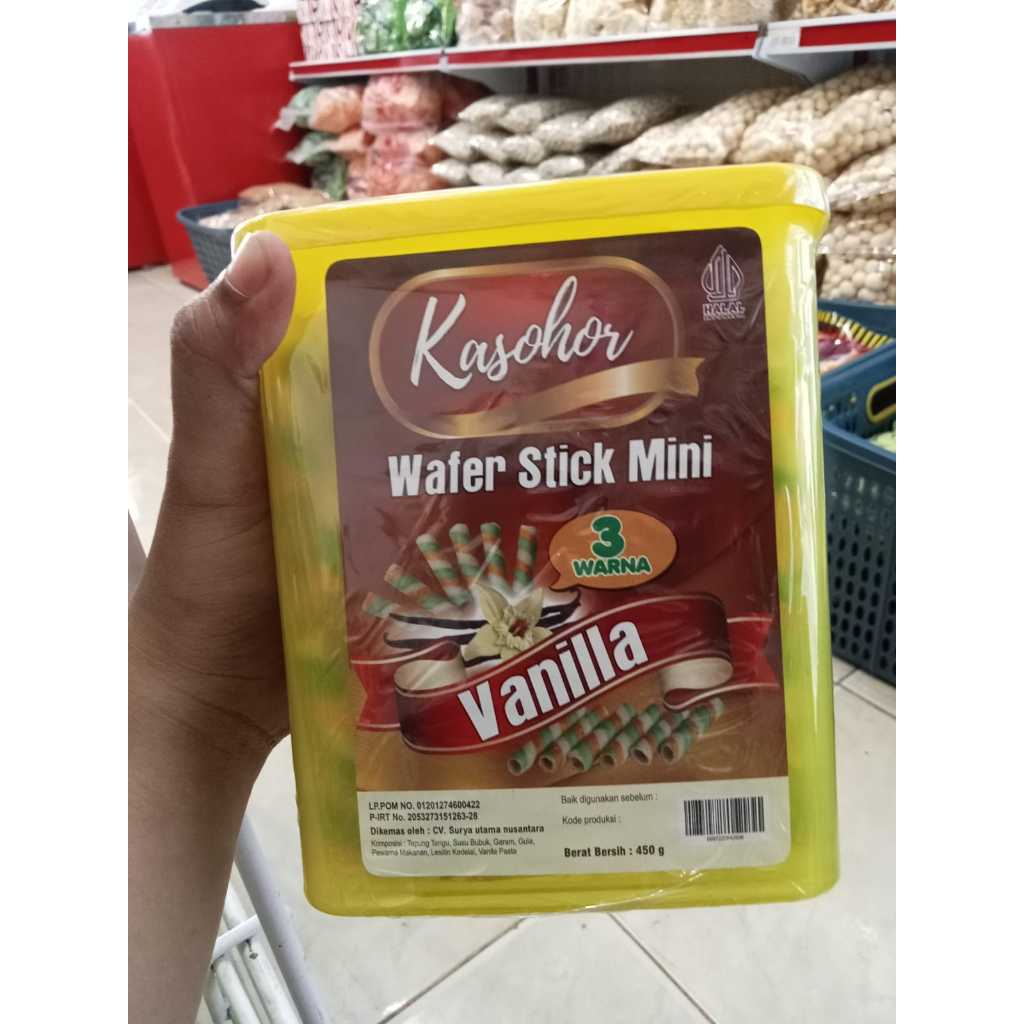 Kasohor
HALAL
Wafer Stick Mini
3
WARNA
Vanilla
LP.POM NO. 01201274600422
P-IRT No. 2053273151263-28
Dikemas oleh : CV. Surya utama nusantara
Komposisi : Tepung Terigu, Susu Bubuk, Garam, Gula,
Pewarna Makanan, Lesitin Kedelai, Vanila Pasta
Baik digunakan sebelum :
Kode produksi :
Berat Bersih : 450 g